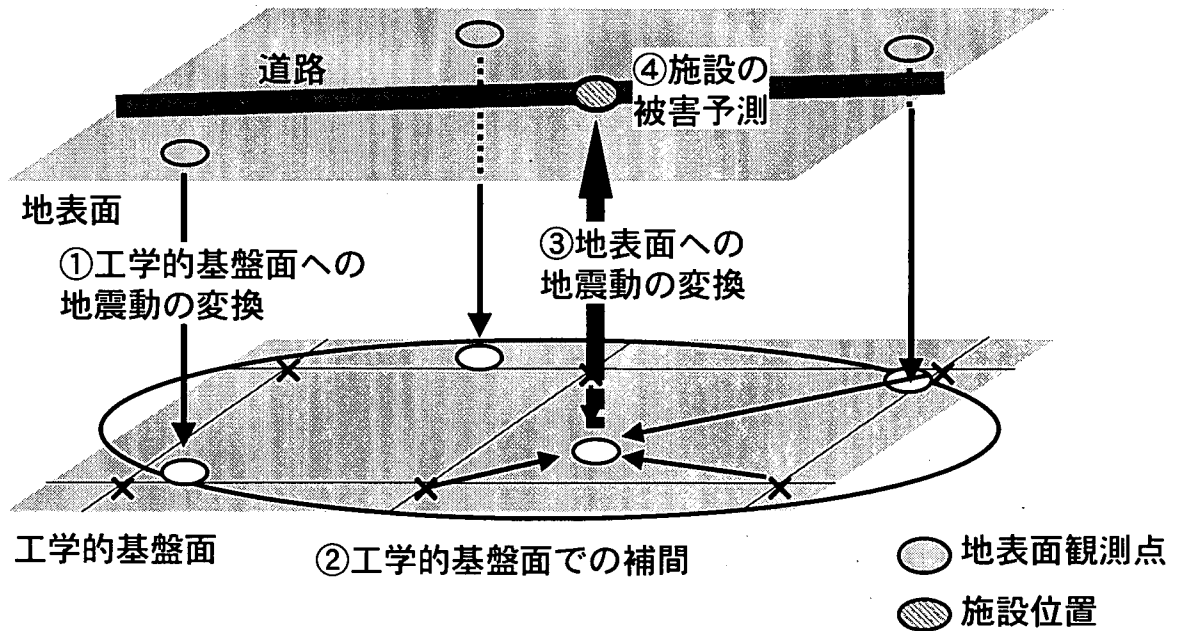 道路
④施設の
被害予測
地表面
①工学的基盤面への
地震動の変換
③地表面への
地震動の変換
工学的基盤面
②工学的基盤面での補間
地表面観測点
施設位置